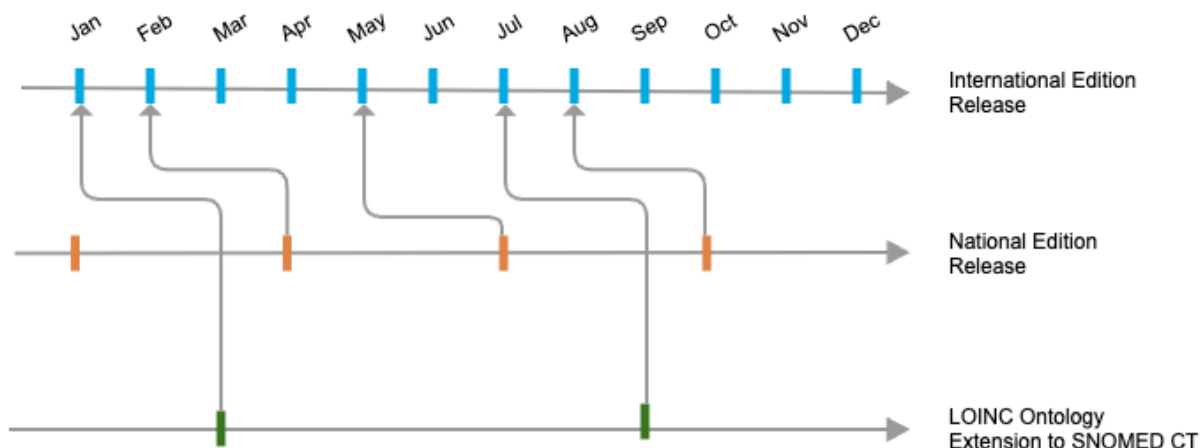 Jan Feb Mar Apr May Jun Jul Aug Sep Oct Nov Dec
International Edition
Release
National Edition
Release
LOINC Ontology
Extension to SNOMED CT